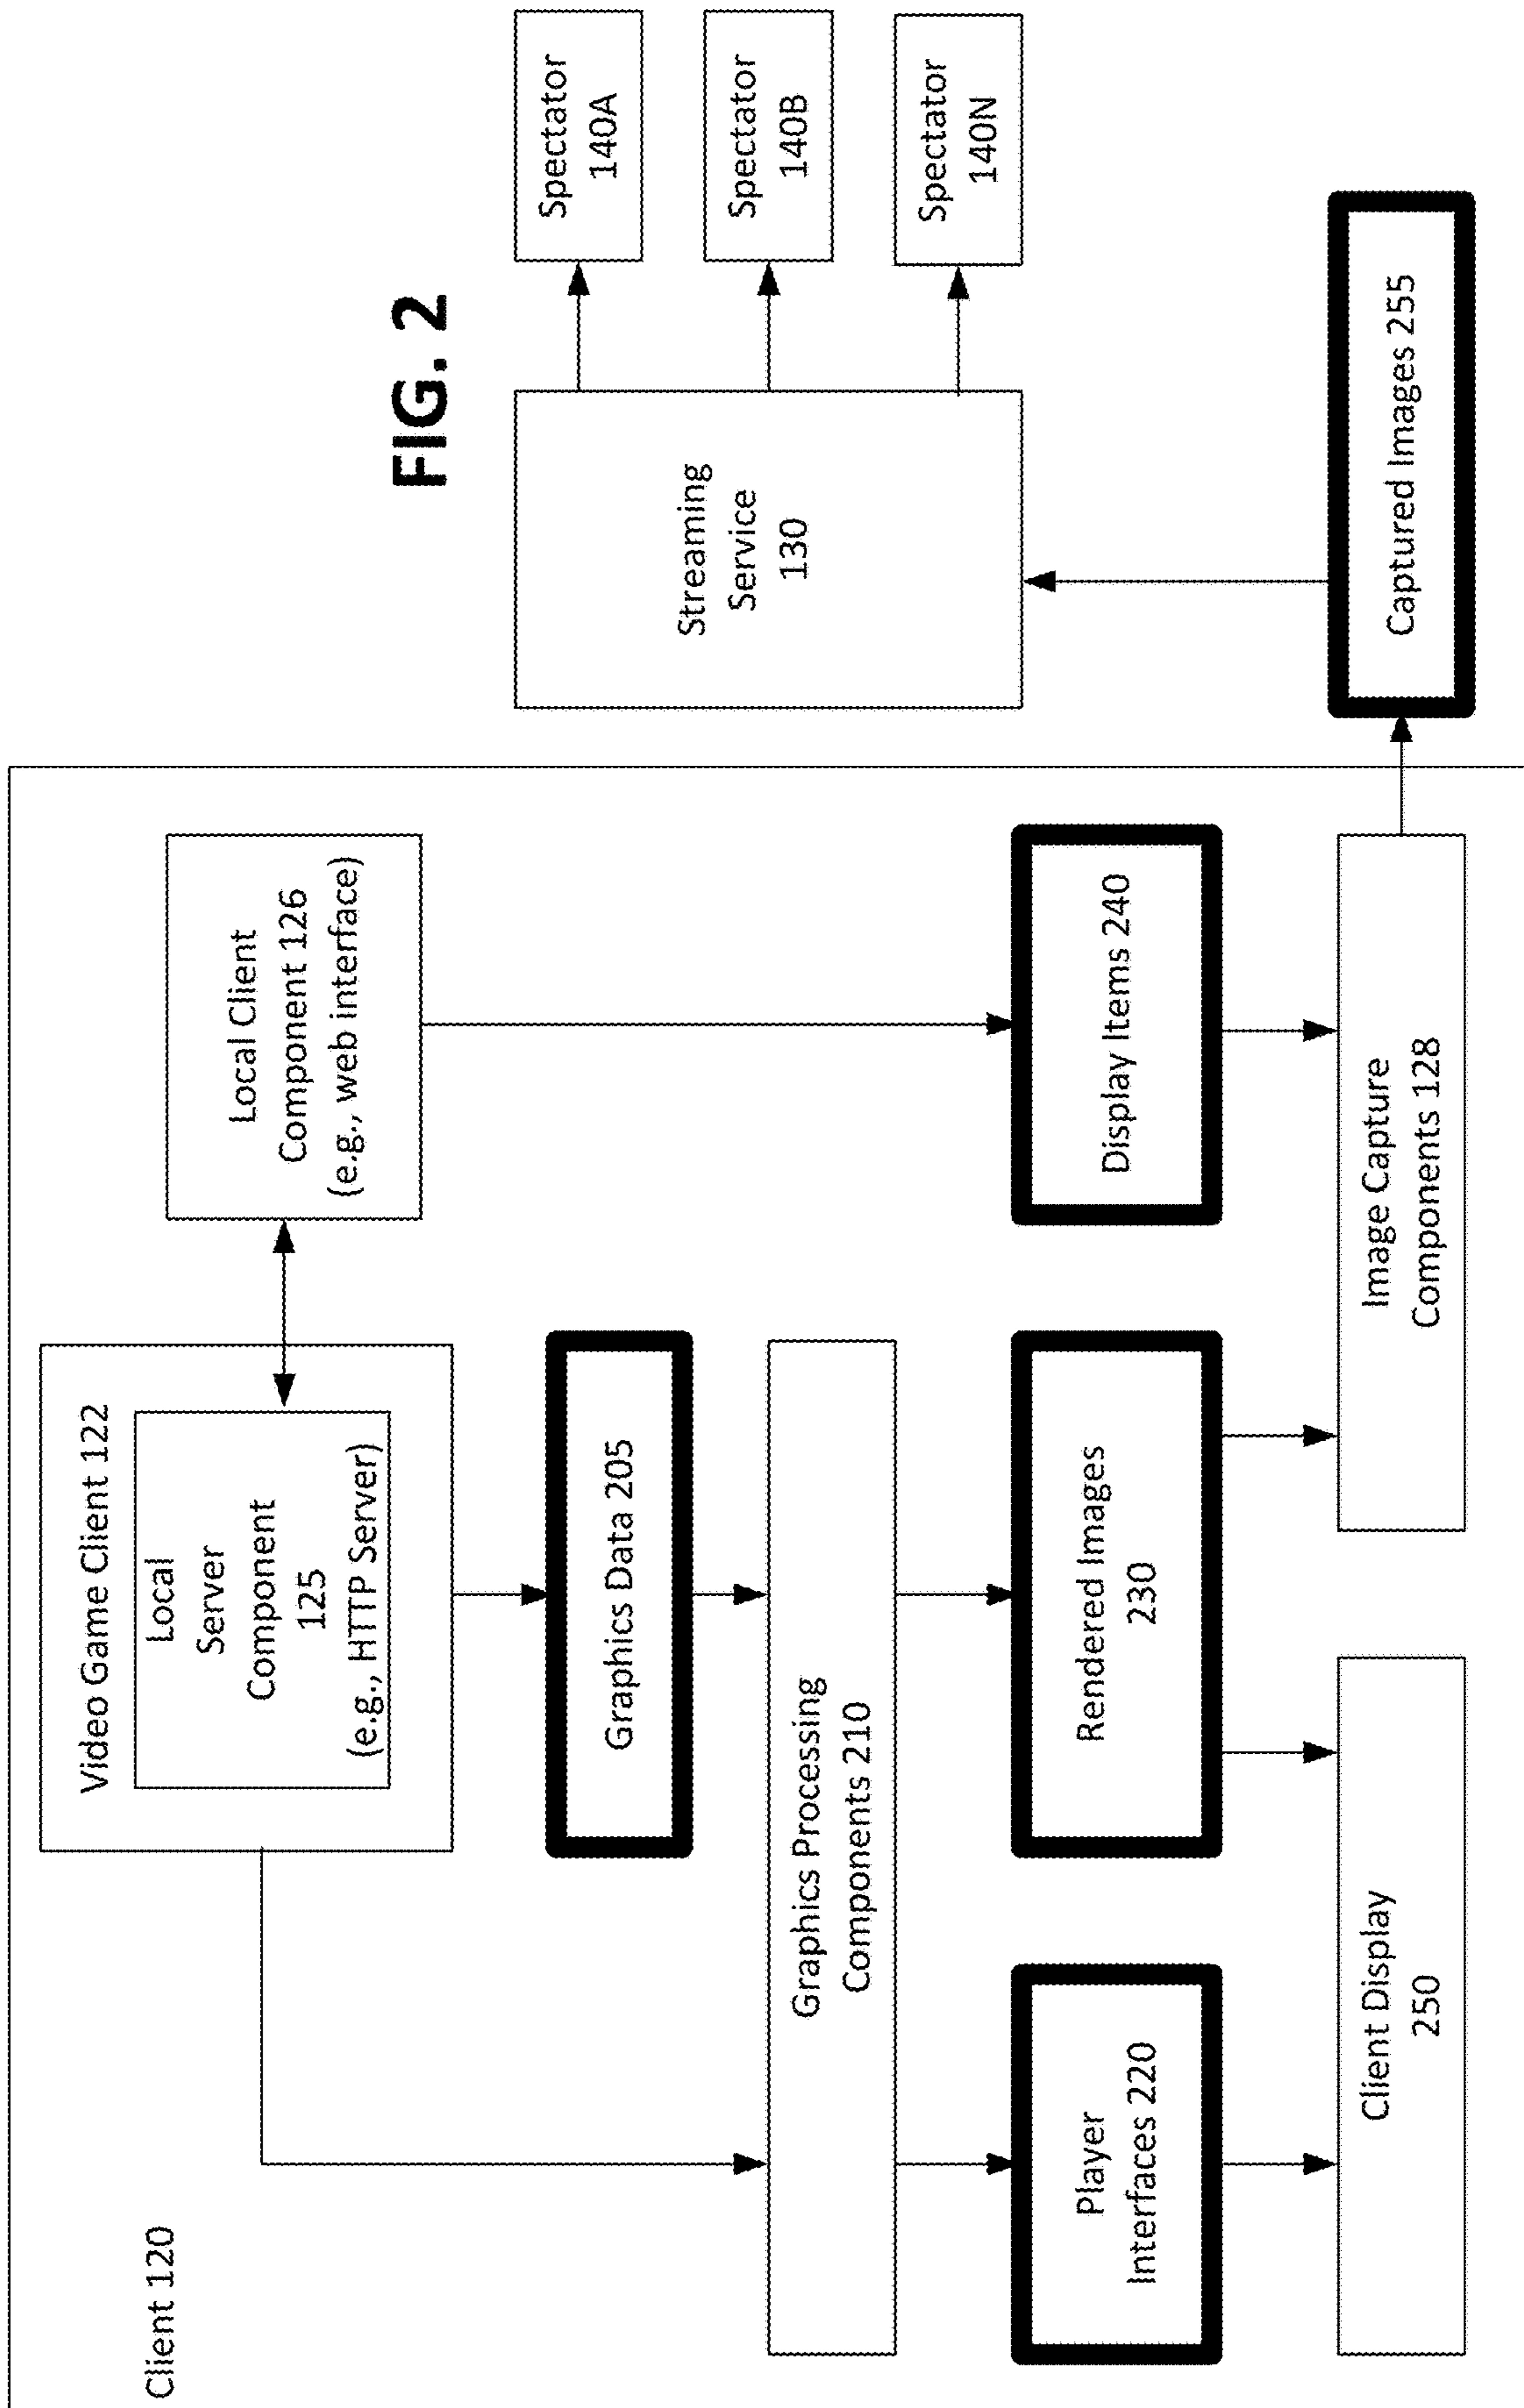 Client 120
Video Game Client 122
Local
Server
Component
125
(e.g., HTTP Server)
Local Client
Component 126
(e.g., web interface)
Graphics Data 205
Graphics Processing
Components 210
Player
Interfaces 220
Rendered Images
230
Display Items 240
Client Display
250
Image Capture
Components 128
Captured Images 255
Streaming
Service
130
Spectator
140A
Spectator
140B
Spectator
140N
FIG. 2